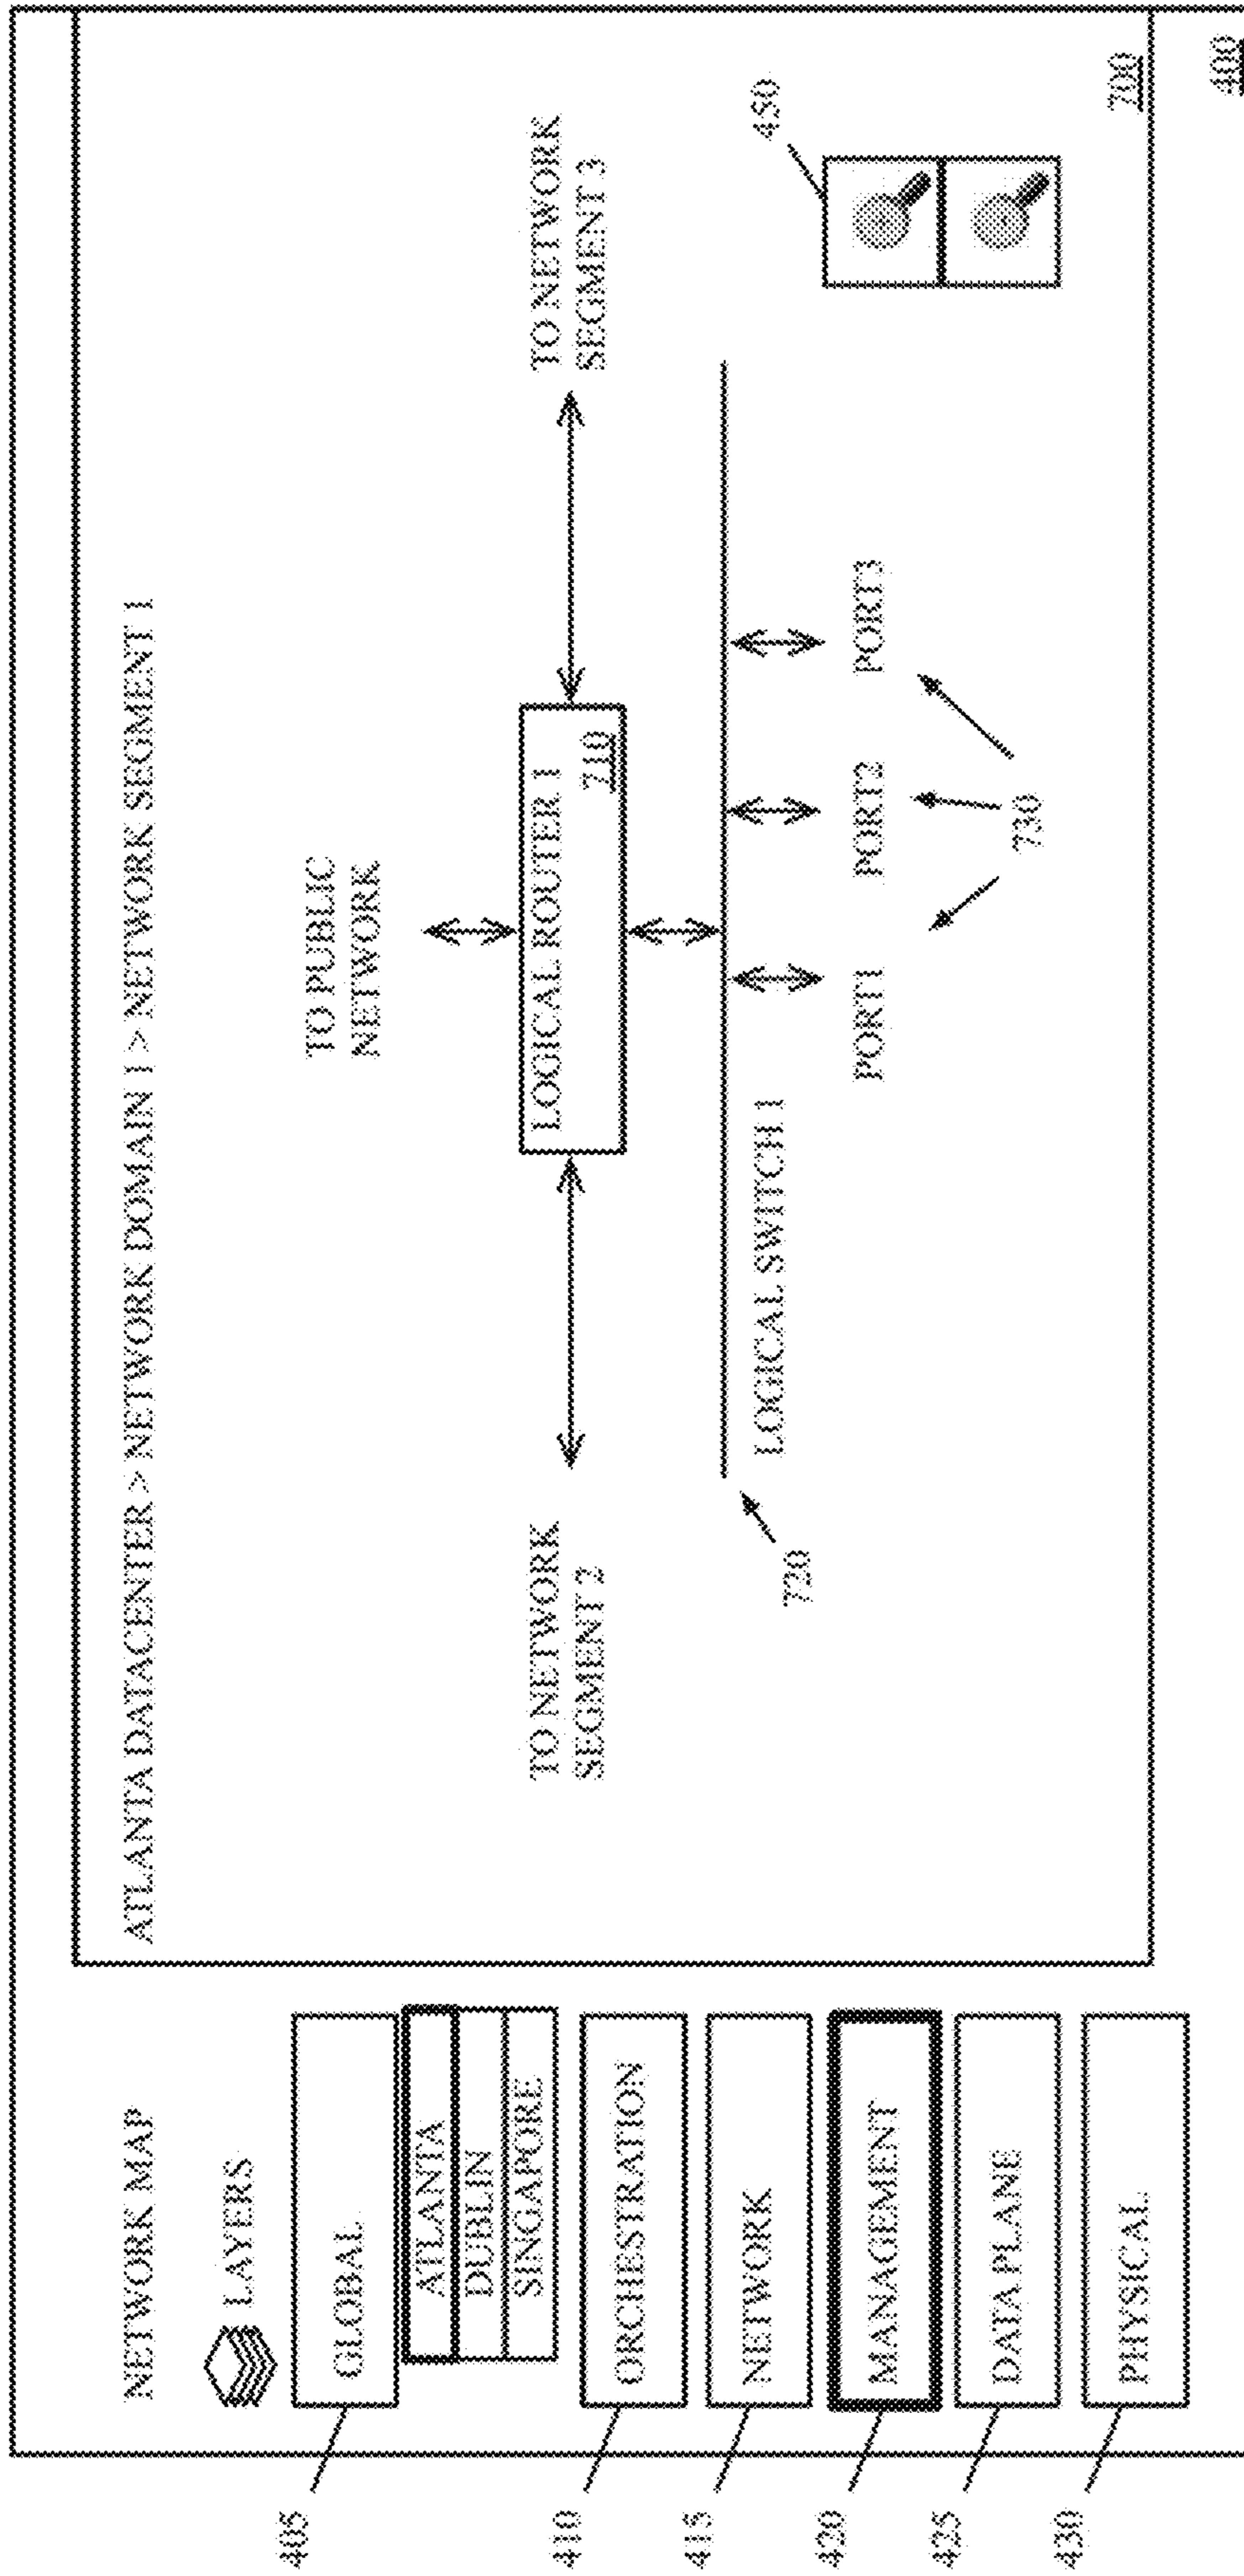 NETWORK MAP
LAYERS
405
GLOBAL
ATLANTA
DUBLIN
SINGAPORE
410
ORCHESTRATION
415
NETWORK
420
MANAGEMENT
425
DATA PLANE
430
PHYSICAL
ATLANTA DATACENTER > NETWORK DOMAIN 1 > NETWORK SEGMENT 1
TO PUBLIC
NETWORK
TO NETWORK
SEGMENT 2
LOGICAL ROUTER 1
710
TO NETWORK
SEGMENT 3
720
LOGICAL SWITCH 1
PORT1
PORT2
PORT3
730
450
700
400